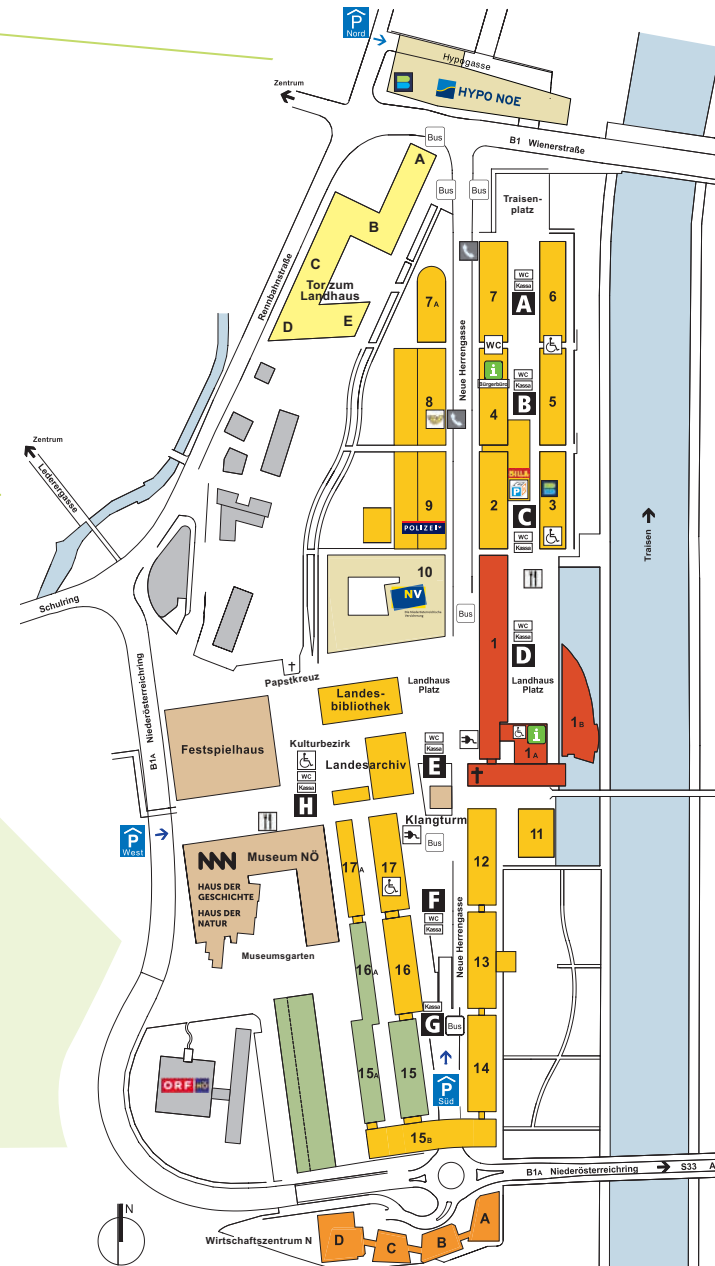 P
Nord
Hypogasse
HYPO NOE
Zentrum
Bus
B1 Wienerstraße
Bus
Bus
Traisen-
platz
A
B
C
Tor zum
Landhaus
D
E
Rennbahnstraße
7A
7
WC
Kassa
A
6
Neue Herrengasse
WC
i
Bürgerbüro
WC
Kassa
B
8
4
5
Zentrum
Lederergasse
BILLA
P
9
2
C
3
POLIZEI
WC
Kassa
Traisen
10
NV
Schulring
Bus
1
WC
Kassa
D
Papstkreuz
Landhaus
Platz
Landhaus
Platz
B1A Niederösterreichring
Landes-
bibliothek
1B
i
1A
Festspielhaus
Kulturbezirk
WC
Kassa
H
Landesarchiv
WC
Kassa
E
Klangturm
Bus
11
P
West
Museum NÖ
HAUS DER
GESCHICHTE
HAUS DER
NATUR
Museumsgarten
17A
17
12
F
WC
Kassa
Neue Herrengasse
16A
16
13
Kassa
G
Bus
ORF NÖ
15A
15
14
P
Süd
15B
B1A Niederösterreichring
S33 A
N
Wirtschaftszentrum N
D
C
B
A